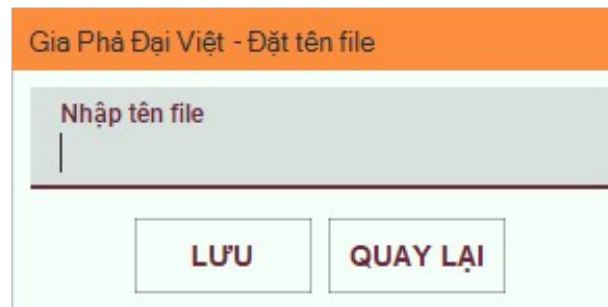 Gia Phả Đại Việt - Đặt tên file
Nhập tên file
LƯU
QUAY LẠI